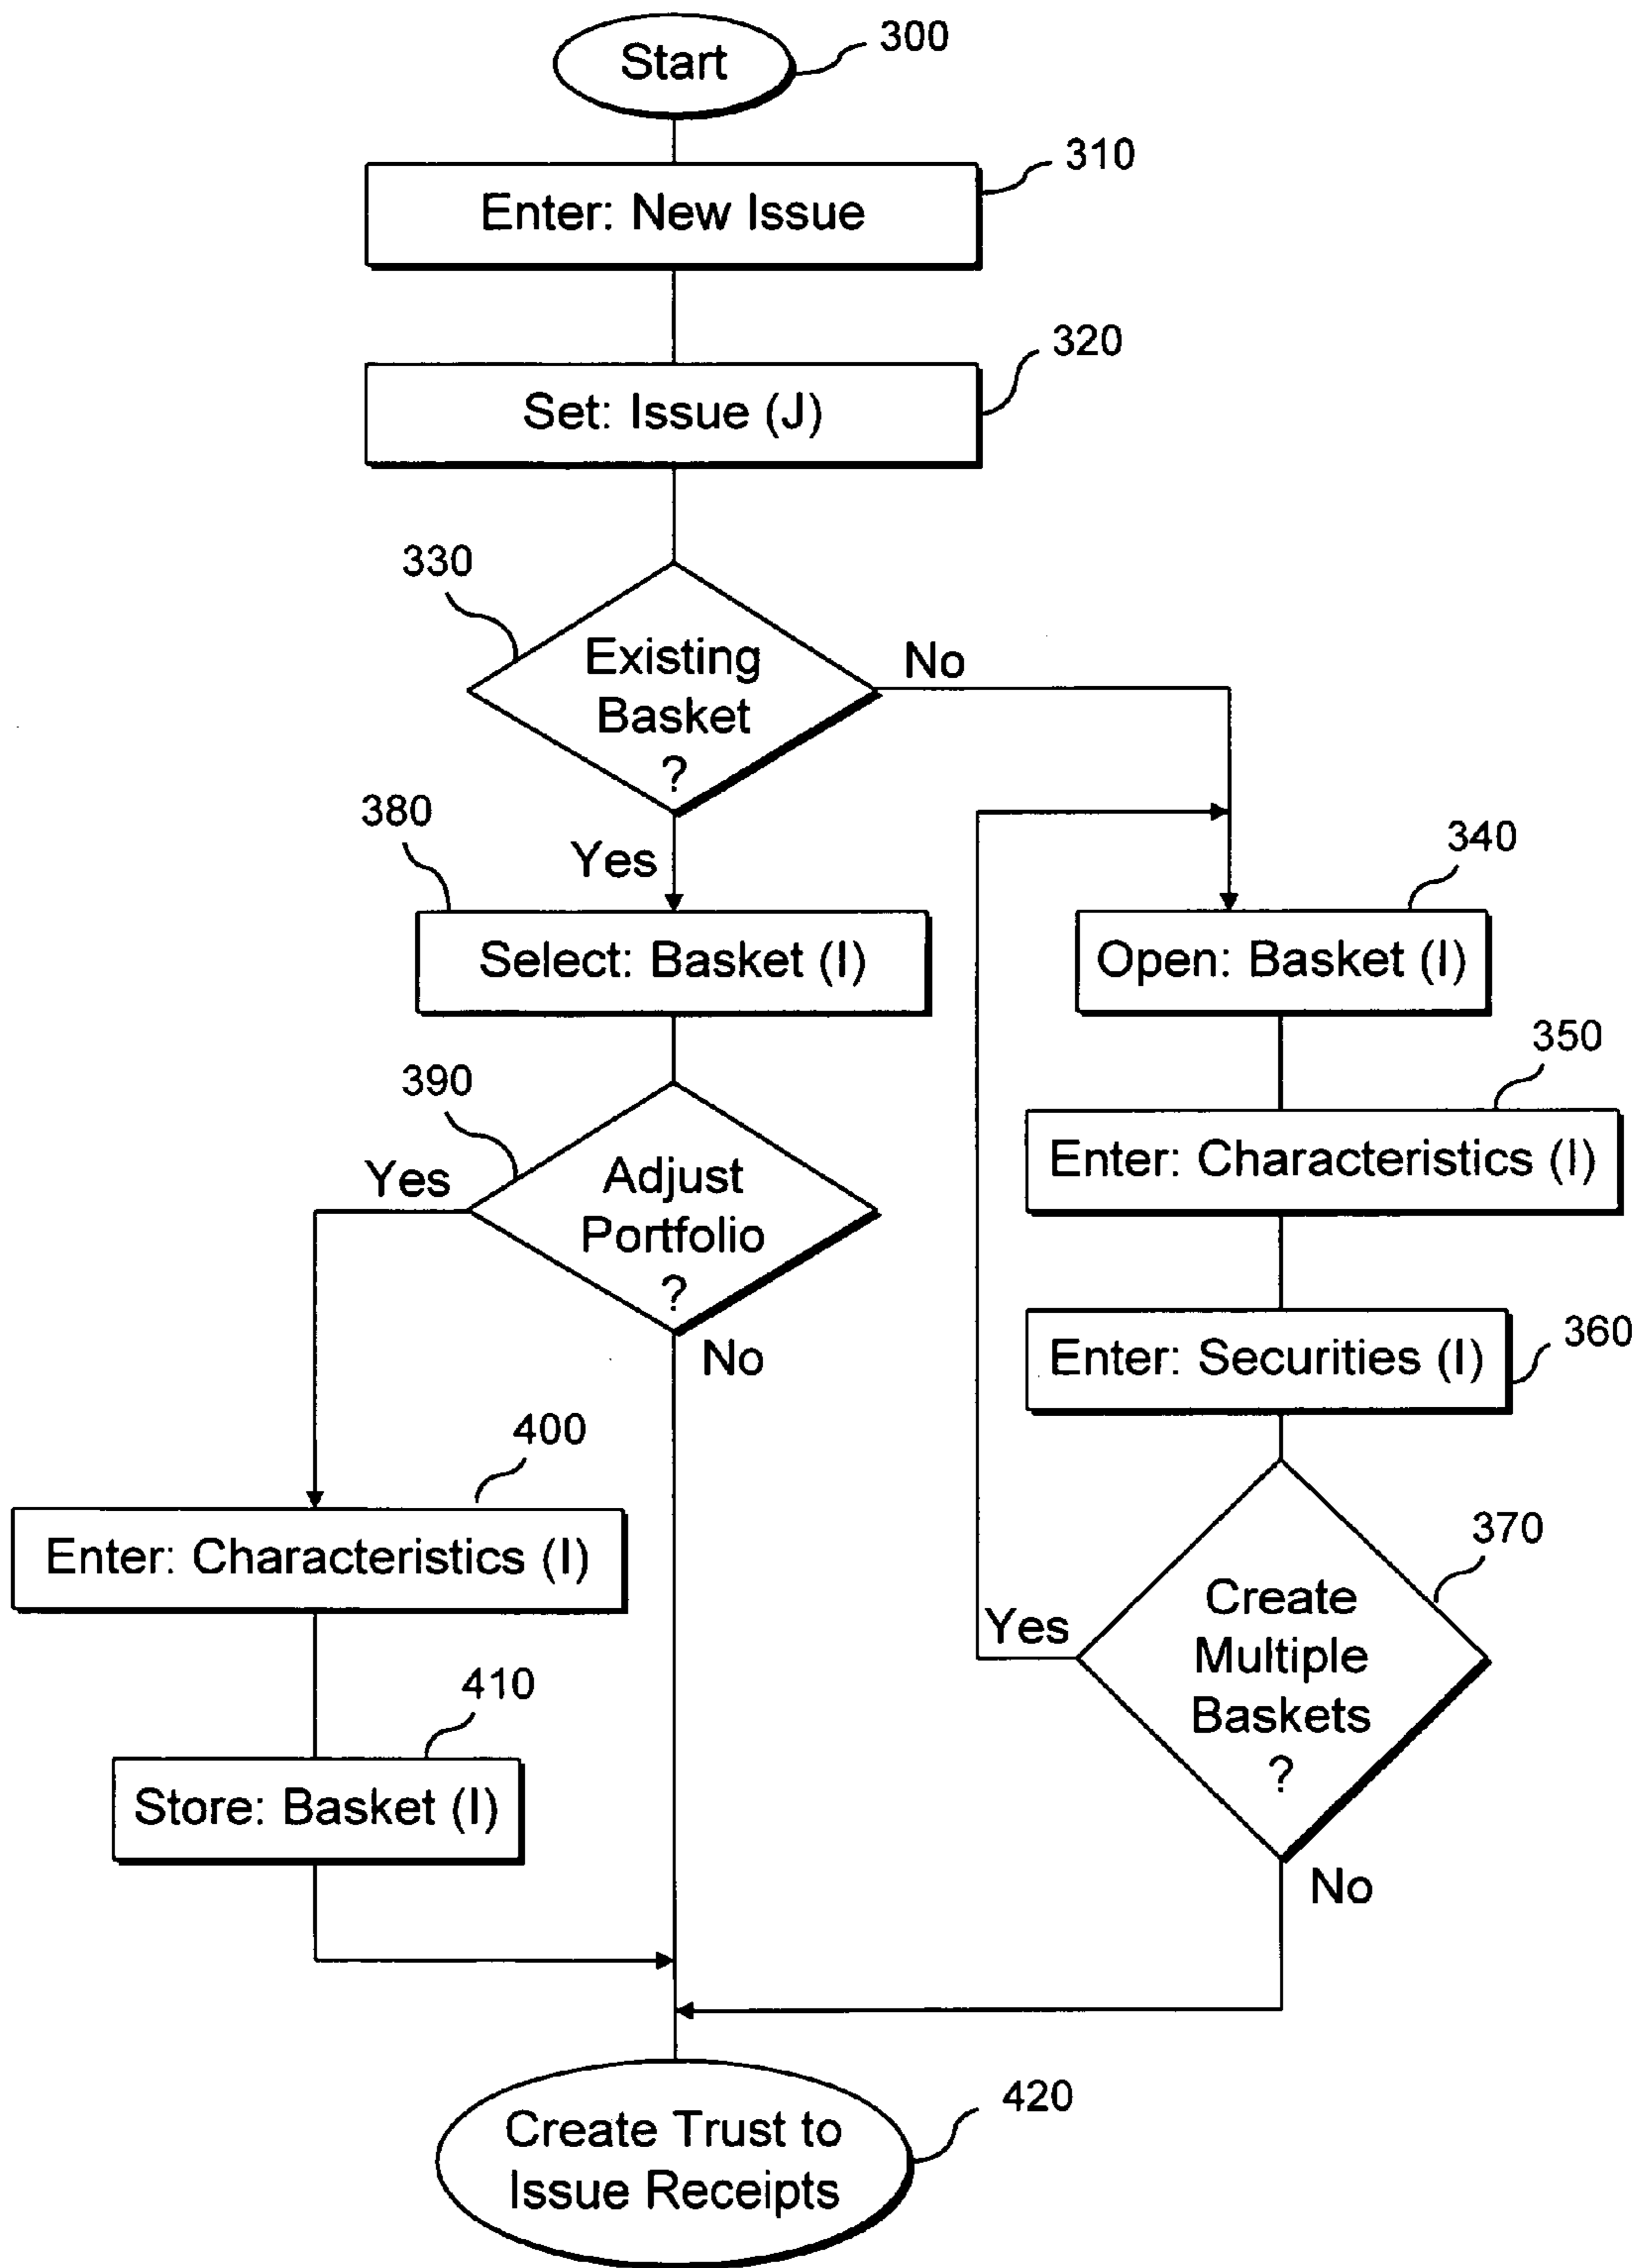 Start
300
310
Enter: New Issue
320
Set: Issue (J)
330
Existing
Basket
?
No
380
Yes
340
Select: Basket (I)
Open: Basket (I)
350
390
Enter: Characteristics (I)
Yes
Adjust
Portfolio
?
No
Enter: Securities (I)
360
400
Enter: Characteristics (I)
370
Create
Multiple
Baskets
?
Yes
410
Store: Basket (I)
No
420
Create Trust to
Issue Receipts